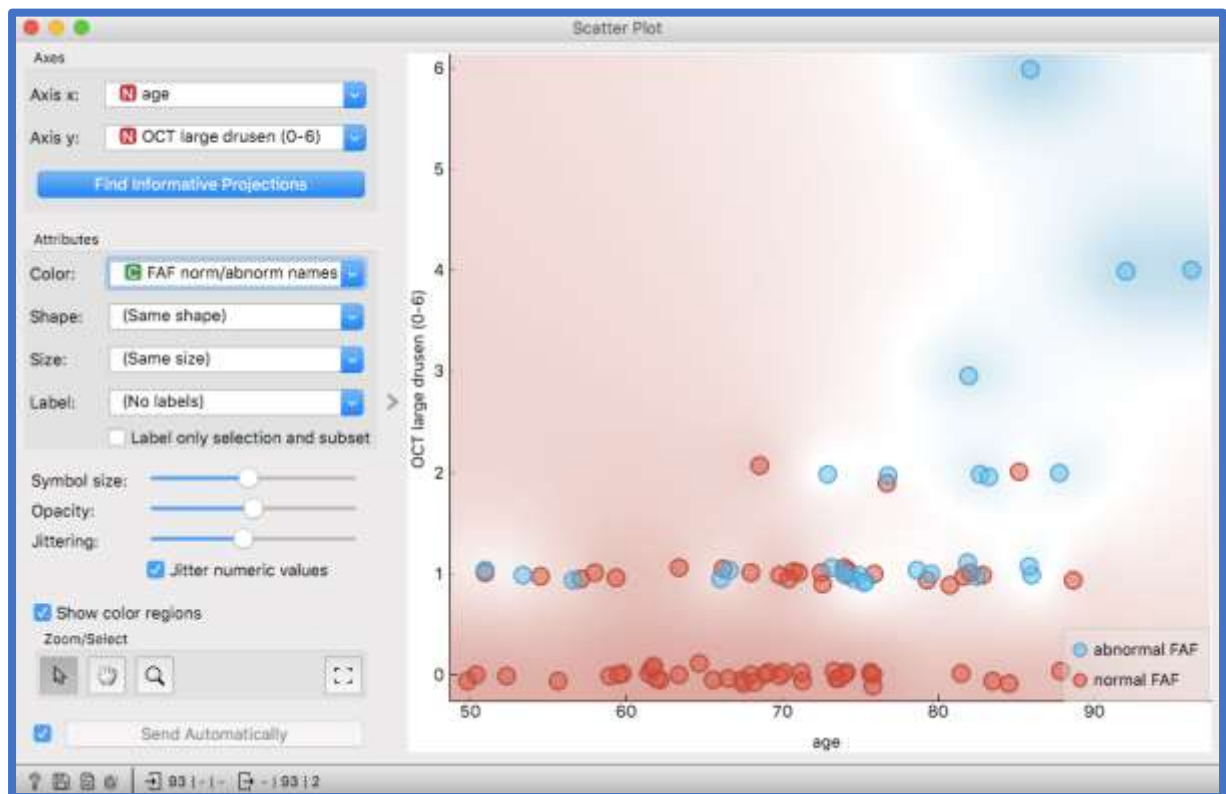 Scatter Plot
Axes
Axis x: N age
Axis y: N OCT large drusen (0-6)
Find Informative Projections
Attributes
Color: C FAF norm/abnorm names
Shape: (Same shape)
Size: (Same size)
Label: (No labels)
Label only selection and subset
Symbol size:
Opacity:
Jittering:
Jitter numeric values
Show color regions
Zoom/Select
Send Automatically
? 93 | - | - - | 93 | 2
OCT large drusen (0-6)
6
5
4
3
2
1
0
50 60 70 80 90
age
abnormal FAF
normal FAF